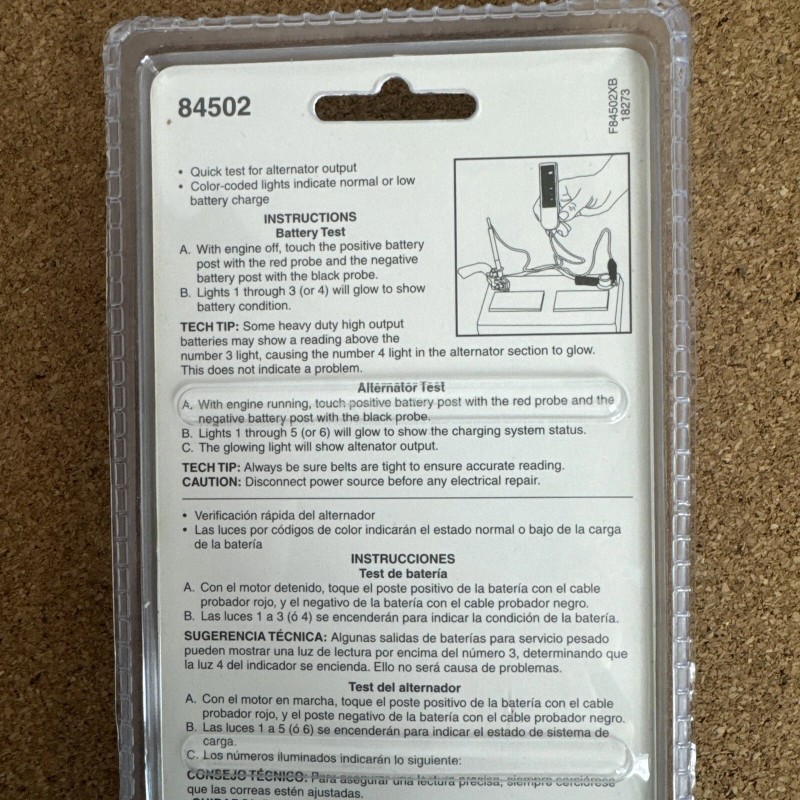 84502
F84502XB
18273
• Quick test for alternator output
• Color-coded lights indicate normal or low
battery charge
INSTRUCTIONS
Battery Test
A. With engine off, touch the positive battery
post with the red probe and the negative
battery post with the black probe.
B. Lights 1 through 3 (or 4) will glow to show
battery condition.
TECH TIP: Some heavy duty high output
batteries may show a reading above the
number 3 light, causing the number 4 light in the alternator section to glow.
This does not indicate a problem.
Alternator Test
A. With engine running, touch positive battery post with the red probe and the
negative battery post with the black probe.
B. Lights 1 through 5 (or 6) will glow to show the charging system status.
C. The glowing light will show altenator output.
TECH TIP: Always be sure belts are tight to ensure accurate reading.
CAUTION: Disconnect power source before any electrical repair.
• Verificación rápida del alternador
• Las luces por códigos de color indicarán el estado normal o bajo de la carga
de la batería
INSTRUCCIONES
Test de batería
A. Con el motor detenido, toque el poste positivo de la batería con el cable
probador rojo, y el negativo de la batería con el cable probador negro.
B. Las luces 1 a 3 (ó 4) se encenderán para indicar la condición de la batería.
SUGERENCIA TÉCNICA: Algunas salidas de baterías para servicio pesado
pueden mostrar una luz de lectura por encima del número 3, determinando que
la luz 4 del indicador se encienda. Ello no será causa de problemas.
Test del alternador
A. Con el motor en marcha, toque el poste positivo de la batería con el cable
probador rojo, y el poste negativo de la batería con el cable probador negro.
B. Las luces 1 a 5 (ó 6) se encenderán para indicar el estado de sistema de
carga.
C. Los números iluminados indicarán lo siguiente:
CONSEJO TÉCNICO: Para asegurar una lectura precisa, siempre cerciórese
que las correas estén ajustadas.